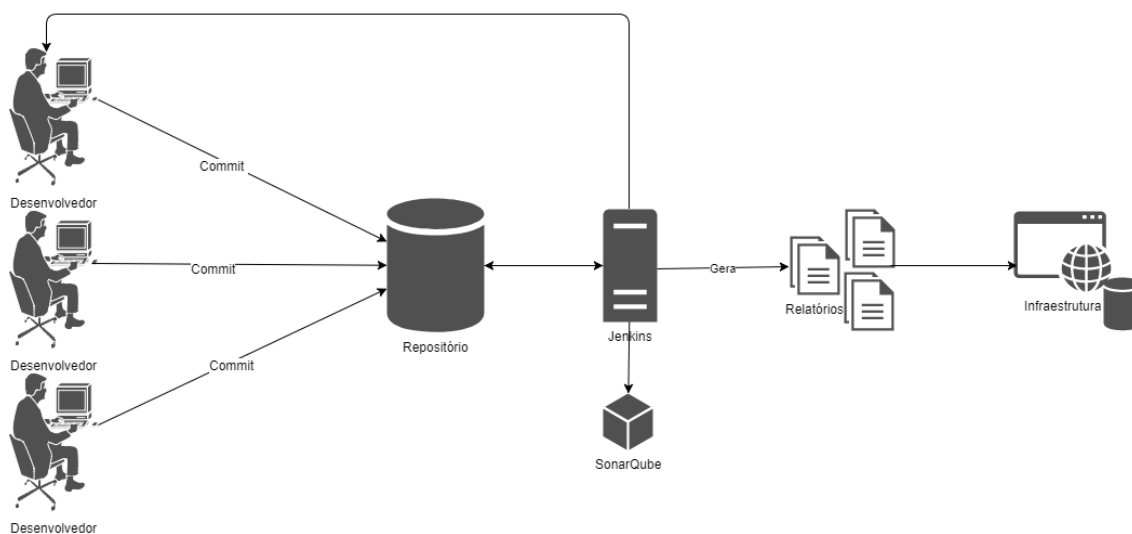 Commit
Desenvolvedor
Commit
Gera
Relatórios
Infraestrutura
Repositório
Jenkins
Desenvolvedor
Commit
SonarQube
Desenvolvedor